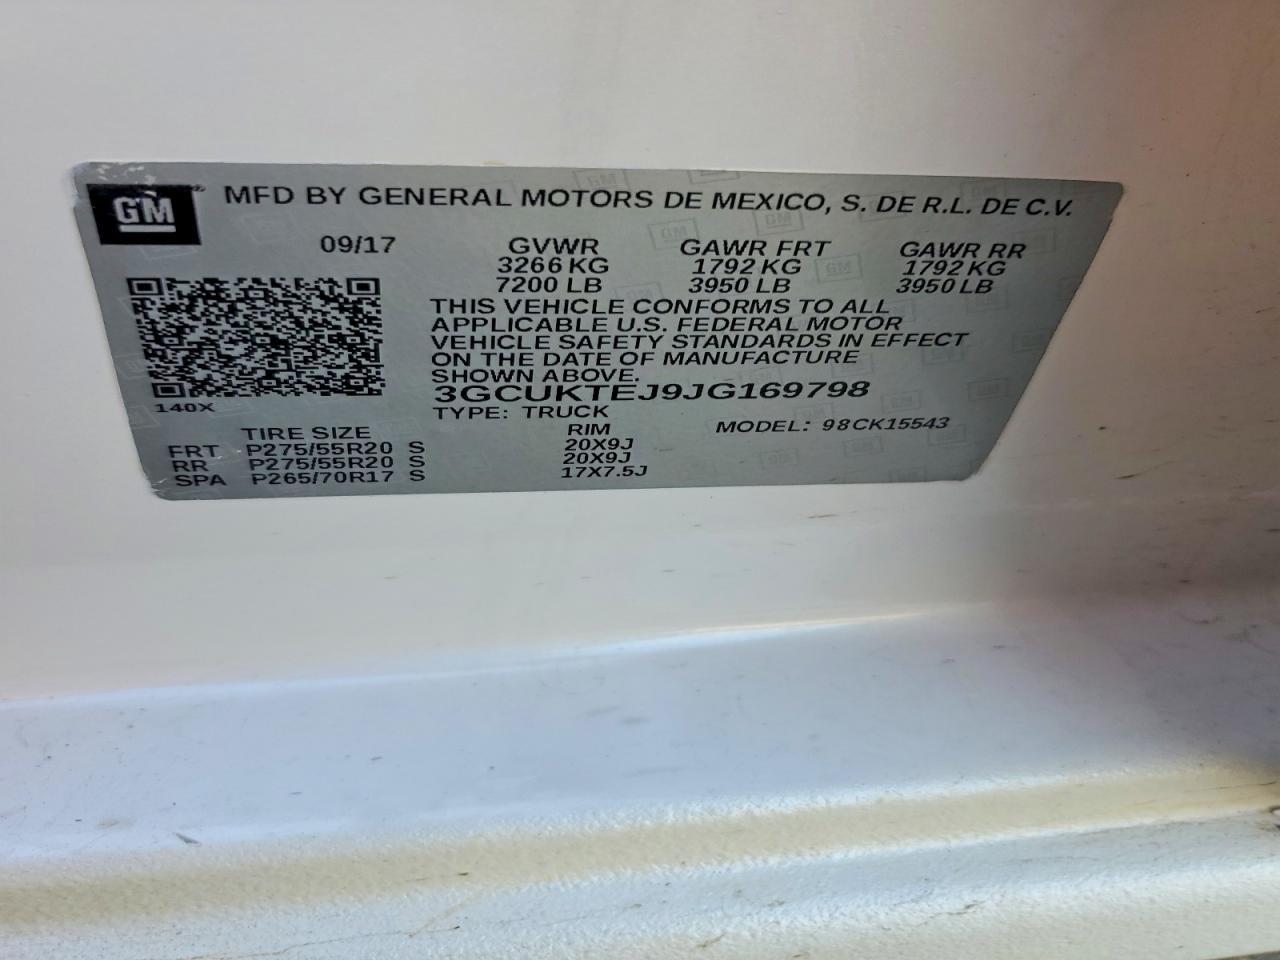 GM MFD BY GENERAL MOTORS DE MEXICO, S. DE R.L. DE C.V.
09/17 GVWR GAWR FRT GAWR RR
3266 KG 1792 KG 1792 KG
7200 LB 3950 LB 3950 LB
THIS VEHICLE CONFORMS TO ALL
APPLICABLE U.S. FEDERAL MOTOR
VEHICLE SAFETY STANDARDS IN EFFECT
ON THE DATE OF MANUFACTURE
SHOWN ABOVE.
3GCUKTEJ9JG169798
140X
TYPE: TRUCK MODEL: 98CK15543
TIRE SIZE RIM
FRT P275/55R20 S 20X9J
RR P275/55R20 S 20X9J
SPA P265/70R17 S 17X7.5J